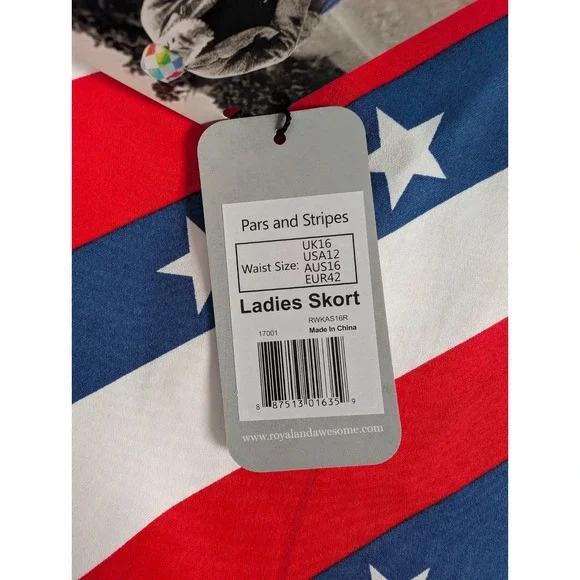 Pars and Stripes
Waist Size:
UK16
USA12
AUS16
EUR42
Ladies Skort
RWKAS16R
17001
Made In China
8 87513 01635 9
www.royalandawesome.com